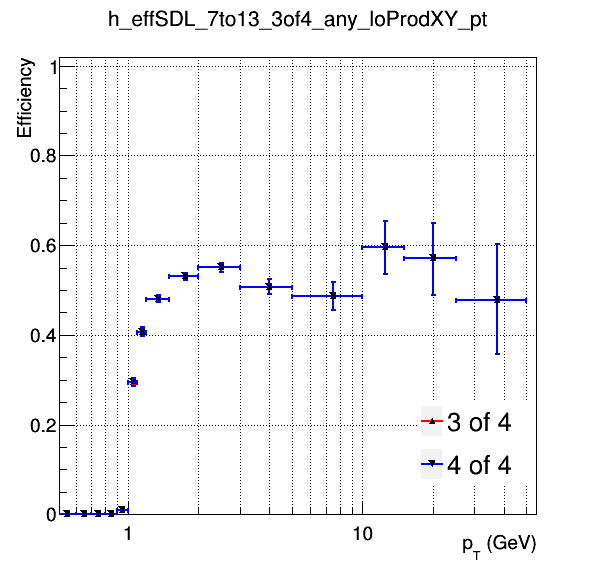 h_effSDL_7to13_3of4_any_loProdXY_pt
Efficiency
1
0.8
0.6
0.4
0.2
0
3 of 4
4 of 4
1
10
p_T (GeV)